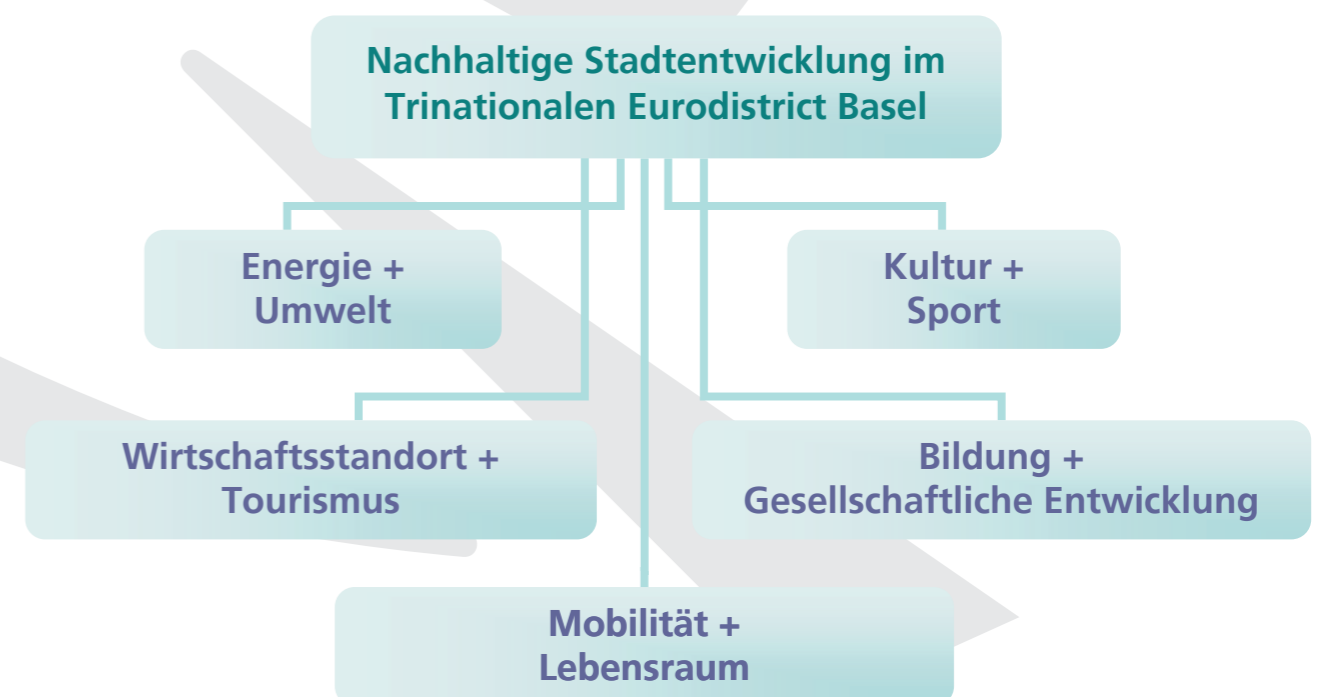 Nachhaltige Stadtentwicklung im
Trinationalen Eurodistrict Basel
Energie +
Umwelt
Kultur +
Sport
Wirtschaftsstandort +
Tourismus
Bildung +
Gesellschaftliche Entwicklung
Mobilität +
Lebensraum